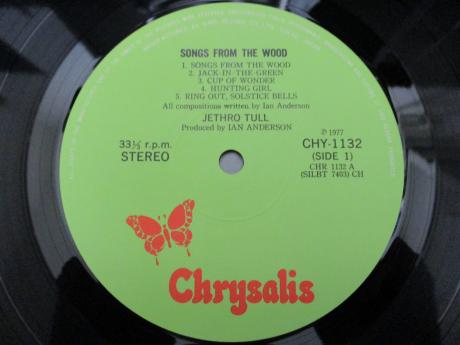 SONGS FROM THE WOOD
1. SONGS FROM THE WOOD
2. JACK-IN-THE-GREEN
3. CUP OF WONDER
4. HUNTING GIRL
5. RING OUT, SOLSTICE BELLS
All compositions written by Ian Anderson
JETHRO TULL
Produced by IAN ANDERSON
33⅓ r.p.m.
STEREO
Ⓟ 1977
CHY-1132
(SIDE 1)
CHR 1132 A
(SILBT 7403) CH
Chrysalis